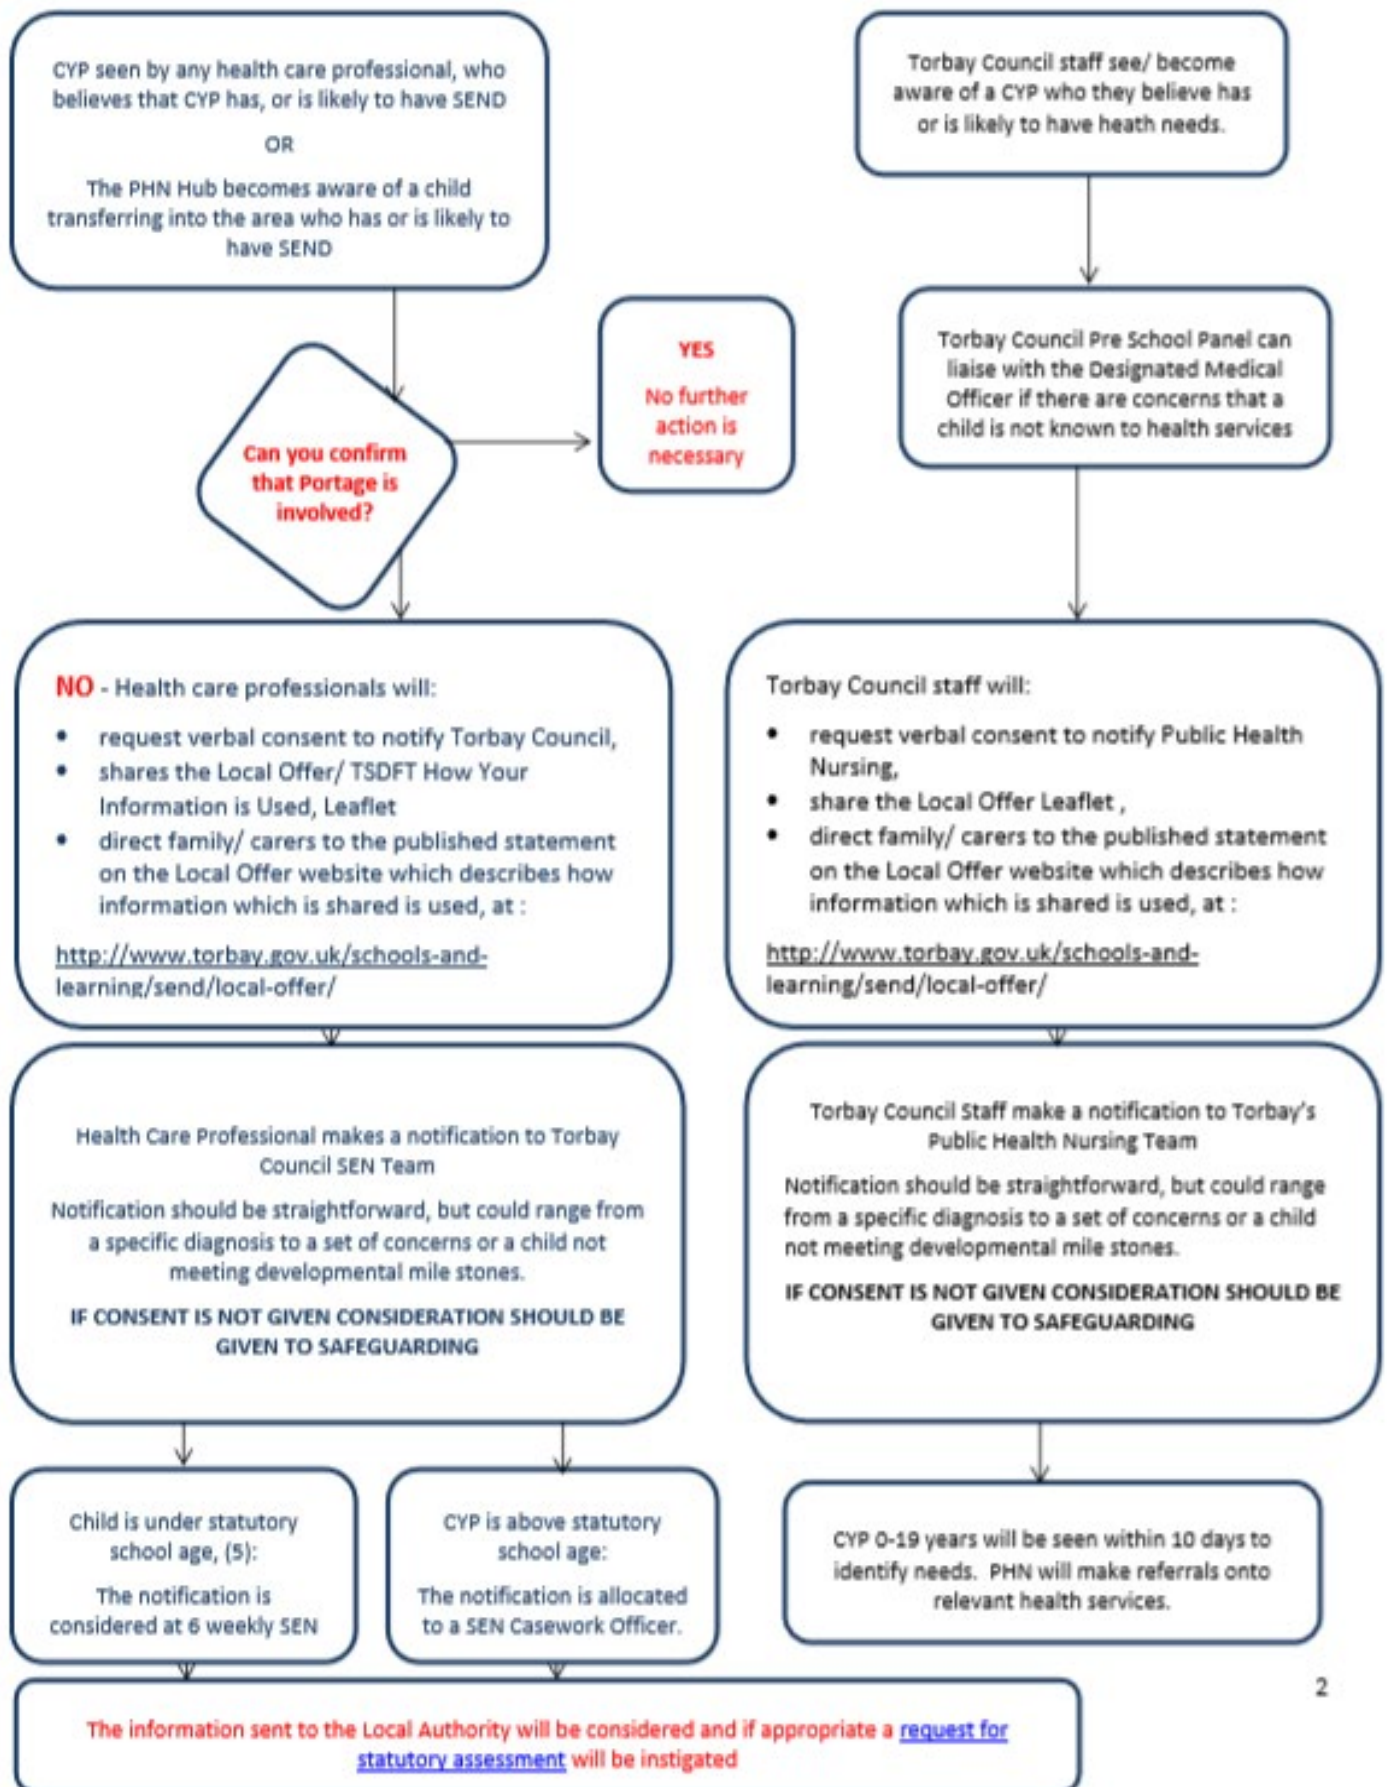 CYP seen by any health care professional, who
believes that CYP has, or is likely to have SEND
OR
The PHN Hub becomes aware of a child
transferring into the area who has or is likely to
have SEND
Can you confirm
that Portage is
involved?
YES
No further
action is
necessary
NO - Health care professionals will:
• request verbal consent to notify Torbay Council,
• shares the Local Offer/ TSDFT How Your
Information is Used, Leaflet
• direct family/ carers to the published statement
on the Local Offer website which describes how
information which is shared is used, at :
http://www.torbay.gov.uk/schools-and-
learning/send/local-offer/
Health Care Professional makes a notification to Torbay
Council SEN Team
Notification should be straightforward, but could range from
a specific diagnosis to a set of concerns or a child not
meeting developmental mile stones.
IF CONSENT IS NOT GIVEN CONSIDERATION SHOULD BE
GIVEN TO SAFEGUARDING
Child is under statutory
school age, (5):
The notification is
considered at 6 weekly SEN
CYP is above statutory
school age:
The notification is allocated
to a SEN Casework Officer.
The information sent to the Local Authority will be considered and if appropriate a request for
statutory assessment will be instigated
Torbay Council staff see/ become
aware of a CYP who they believe has
or is likely to have heath needs.
Torbay Council Pre School Panel can
liaise with the Designated Medical
Officer if there are concerns that a
child is not known to health services
Torbay Council staff will:
• request verbal consent to notify Public Health
Nursing,
• share the Local Offer Leaflet ,
• direct family/ carers to the published statement
on the Local Offer website which describes how
information which is shared is used, at :
http://www.torbay.gov.uk/schools-and-
learning/send/local-offer/
Torbay Council Staff make a notification to Torbay's
Public Health Nursing Team
Notification should be straightforward, but could range
from a specific diagnosis to a set of concerns or a child
not meeting developmental mile stones.
IF CONSENT IS NOT GIVEN CONSIDERATION SHOULD BE
GIVEN TO SAFEGUARDING
CYP 0-19 years will be seen within 10 days to
identify needs. PHN will make referrals onto
relevant health services.
2